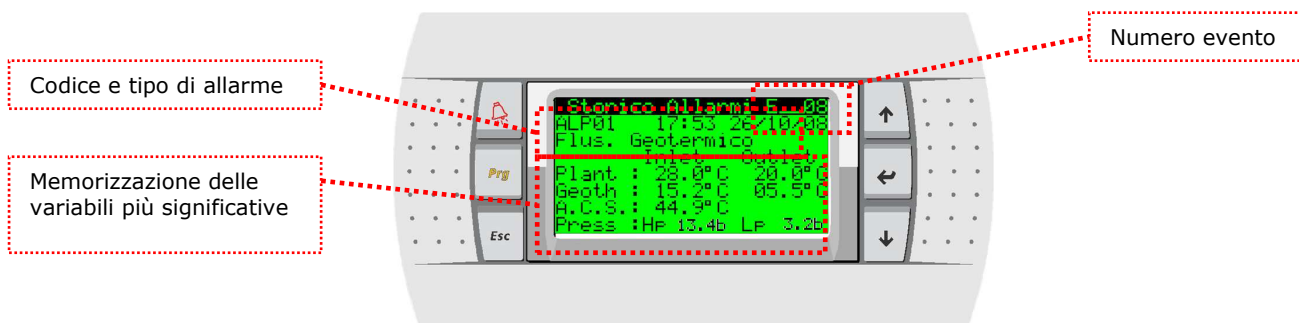 Numero evento
Codice e tipo di allarme
Memorizzazione delle
variabili più significative
Prg
Esc
Storico Allarmi E 08
ALP01 17:53 26/10/08
Flus. Geotermico
Inlet Outlet
Plant : 28.0°C 20.0°C
Geoth : 15.2°C 05.5°C
A.C.S.: 44.9°C
Press :Hp 13.4b Lp 3.2b